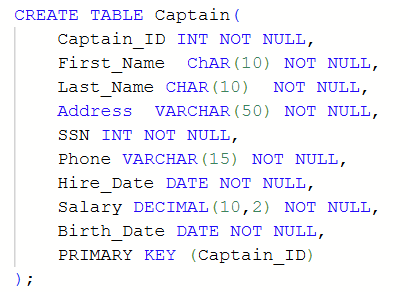 CREATE TABLE Captain(
Captain_ID INT NOT NULL,
First_Name  ChAR(10) NOT NULL,
Last_Name CHAR(10)  NOT NULL,
Address  VARCHAR(50) NOT NULL,
SSN INT NOT NULL,
Phone VARCHAR(15) NOT NULL,
Hire_Date DATE NOT NULL,
Salary DECIMAL(10,2) NOT NULL,
Birth_Date DATE NOT NULL,
PRIMARY KEY (Captain_ID)
);